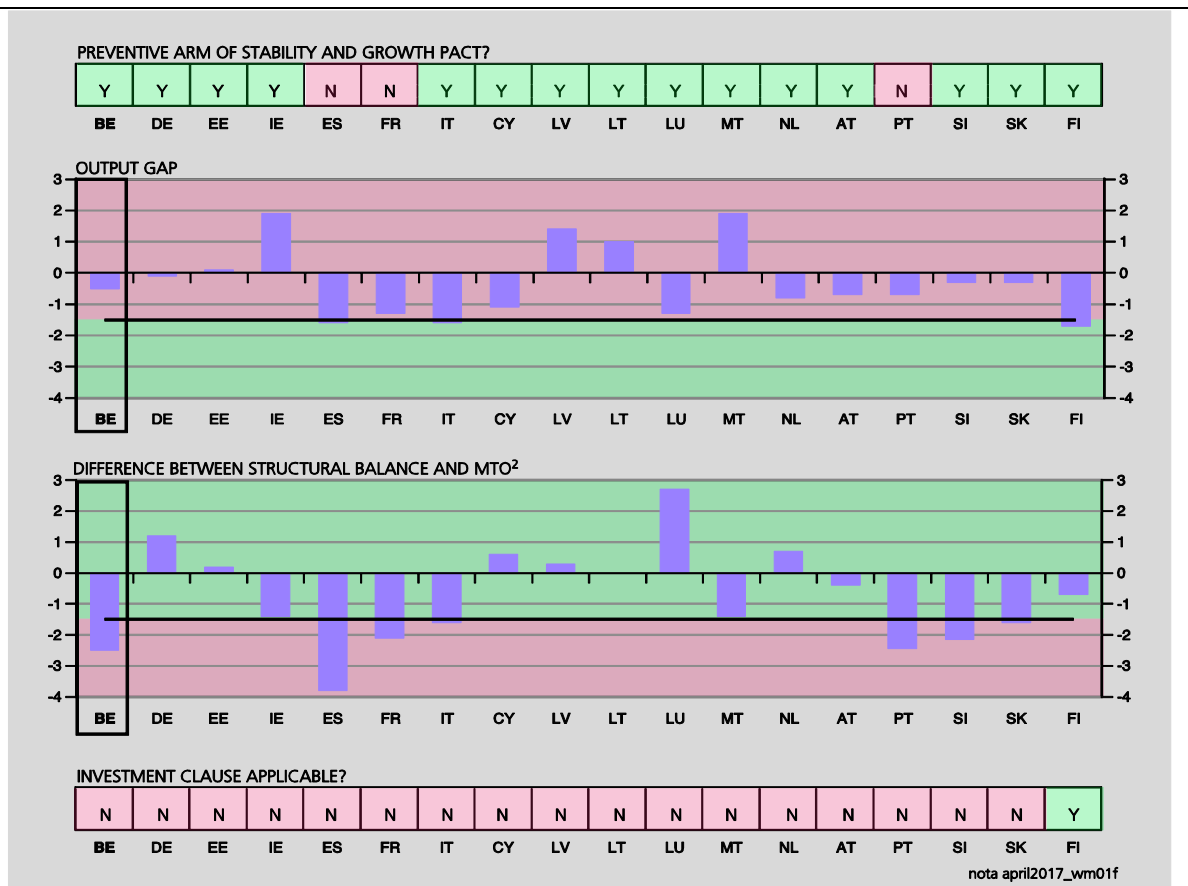 PREVENTIVE ARM OF STABILITY AND GROWTH PACT?
Y Y Y Y N N Y Y Y Y Y Y Y Y N Y Y Y
BE DE EE IE ES FR IT CY LV LT LU MT NL AT PT SI SK FI
OUTPUT GAP
3 3
2 2
1 1
0 0
-1 -1
-2 -2
-3 -3
-4 -4
BE DE EE IE ES FR IT CY LV LT LU MT NL AT PT SI SK FI
DIFFERENCE BETWEEN STRUCTURAL BALANCE AND MTO²
3 3
2 2
1 1
0 0
-1 -1
-2 -2
-3 -3
-4 -4
BE DE EE IE ES FR IT CY LV LT LU MT NL AT PT SI SK FI
INVESTMENT CLAUSE APPLICABLE?
N N N N N N N N N N N N N N N N N Y
BE DE EE IE ES FR IT CY LV LT LU MT NL AT PT SI SK FI
nota april2017_wm01f